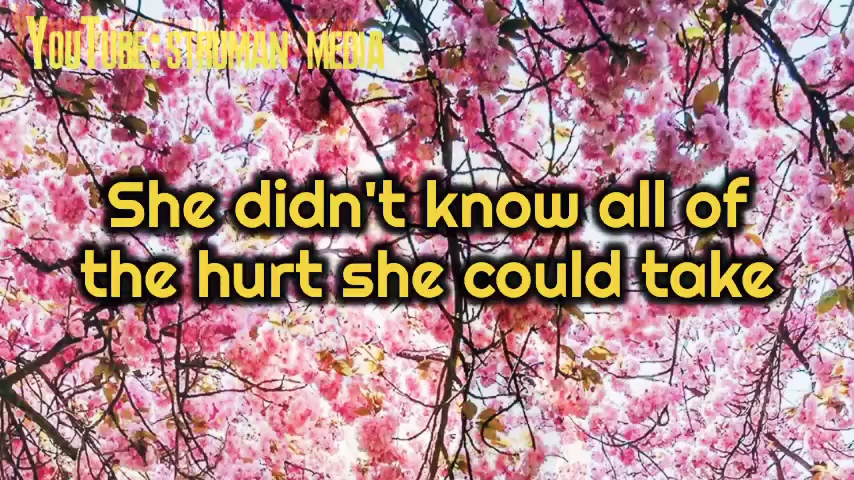 YouTube: struman media
She didn't know all of
the hurt she could take